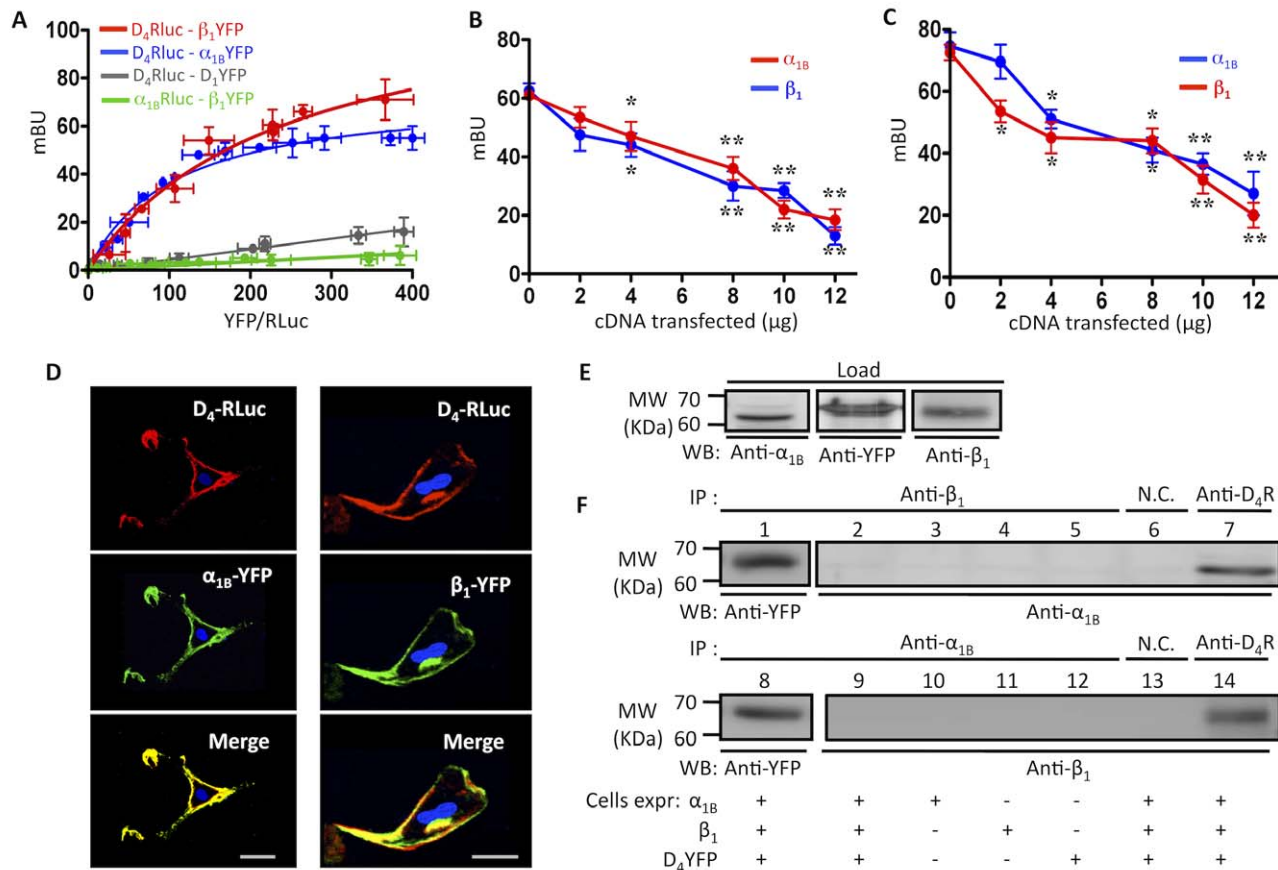 A
D₄Rluc - β₁YFP
D₄Rluc - α₁BYFP
D₄Rluc - D₁YFP
α₁BRluc - β₁YFP
100
80
60
40
20
0
mBU
0 100 200 300 400
YFP/RLuc
B
α₁B
β₁
80
60
40
20
0
mBU
* ** ** **
* ** ** **
0 2 4 6 8 10 12
cDNA transfected (µg)
C
α₁B
β₁
80
60
40
20
0
mBU
* * ** **
* * * ** **
0 2 4 6 8 10 12
cDNA transfected (µg)
D
D₄-RLuc
D₄-RLuc
α₁B-YFP
β₁-YFP
Merge
Merge
E
Load
MW
(KDa)
70
60
WB: Anti-α₁B Anti-YFP Anti-β₁
F
IP : Anti-β₁ N.C. Anti-D₄R
1 2 3 4 5 6 7
MW
(KDa)
70
60
WB: Anti-YFP Anti-α₁B
IP : Anti-α₁B N.C. Anti-D₄R
8 9 10 11 12 13 14
MW
(KDa)
70
60
WB: Anti-YFP Anti-β₁
Cells expr: α₁B + + + - - + +
β₁ + + - + - + +
D₄YFP + + - - + + +